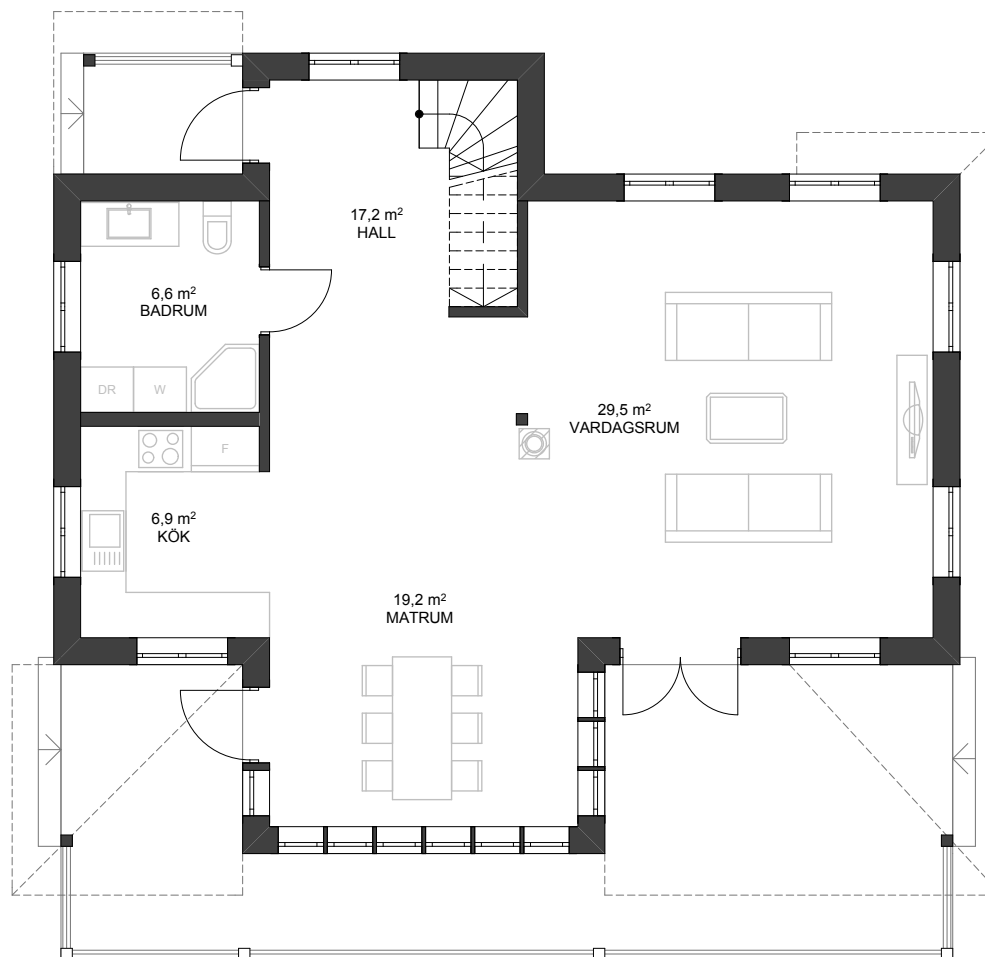 17,2 m²
HALL
6,6 m²
BADRUM
DR
W
29,5 m²
VARDAGSRUM
F
6,9 m²
KÖK
19,2 m²
MATRUM